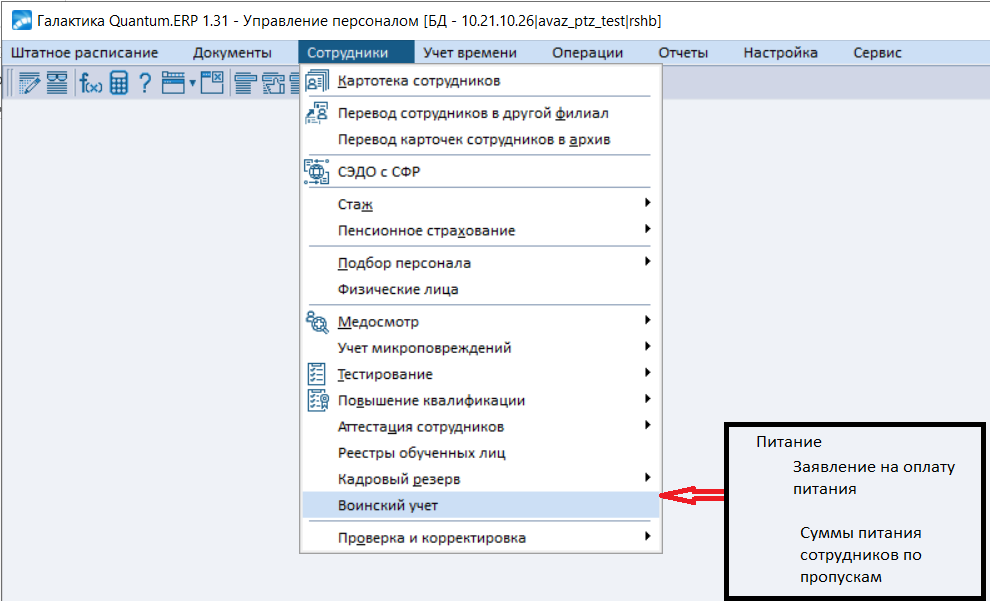 Галактика Quantum.ERP 1.31 - Управление персоналом [БД - 10.21.10.26|avaz_ptz_test|rshb]
Штатное расписание Документы Сотрудники Учет времени Операции Отчеты Настройка Сервис
f(x) ?
Картотека сотрудников
Перевод сотрудников в другой филиал
Перевод карточек сотрудников в архив
СЭДО с СФР
Стаж
Пенсионное страхование
Подбор персонала
Физические лица
Медосмотр
Учет микроповреждений
Тестирование
Повышение квалификации
Аттестация сотрудников
Реестры обученных лиц
Кадровый резерв
Воинский учет
Проверка и корректировка
Питание
Заявление на оплату
питания
Суммы питания
сотрудников по
пропускам